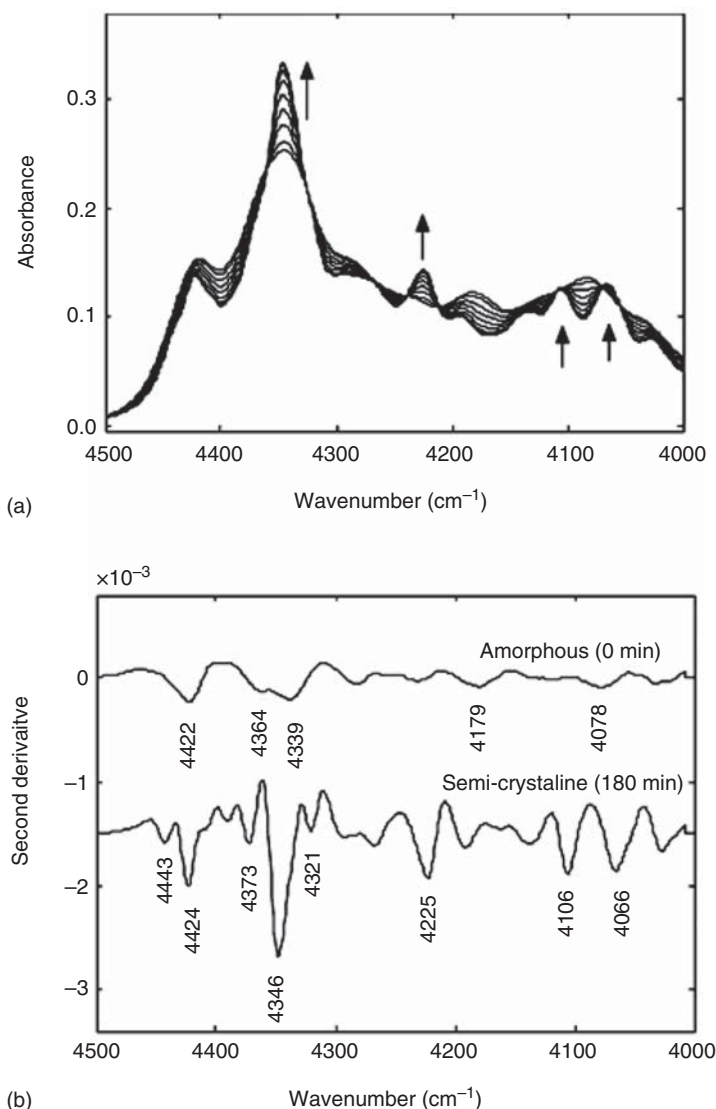 0.3
0.2
0.1
0.0
Absorbance
4500 4400 4300 4200 4100 4000
Wavenumber (cm⁻¹)
(a)
×10⁻³
0
−1
−2
−3
Second derivaitve
Amorphous (0 min)
4422 4364 4339 4179 4078
Semi-crystaline (180 min)
4443 4424 4373 4346 4321 4225 4106 4066
4500 4400 4300 4200 4100 4000
Wavenumber (cm⁻¹)
(b)